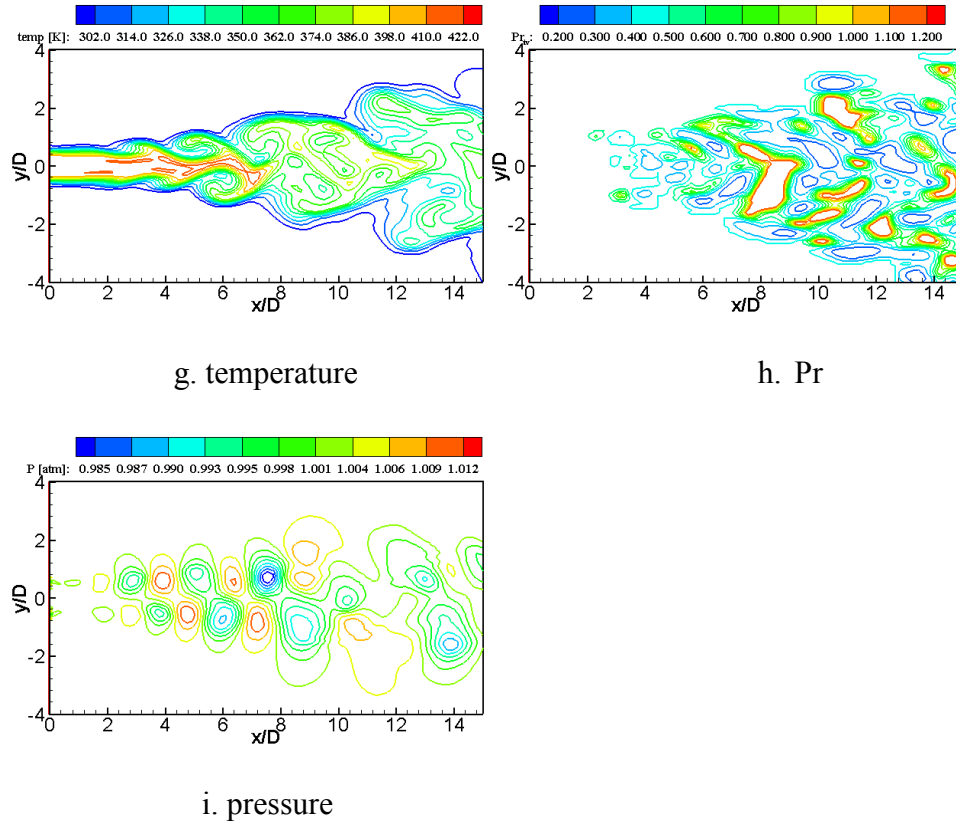 temp [K]: 302.0 314.0 326.0 338.0 350.0 362.0 374.0 386.0 398.0 410.0 422.0
4
2
0
-2
-4
y/D
0 2 4 6 8 10 12 14
x/D
g. temperature
Pr_tv: 0.200 0.300 0.400 0.500 0.600 0.700 0.800 0.900 1.000 1.100 1.200
4
2
0
-2
-4
y/D
0 2 4 6 8 10 12 14
x/D
h. Pr
P [atm]: 0.985 0.987 0.990 0.993 0.995 0.998 1.001 1.004 1.006 1.009 1.012
4
2
0
-2
-4
y/D
0 2 4 6 8 10 12 14
x/D
i. pressure